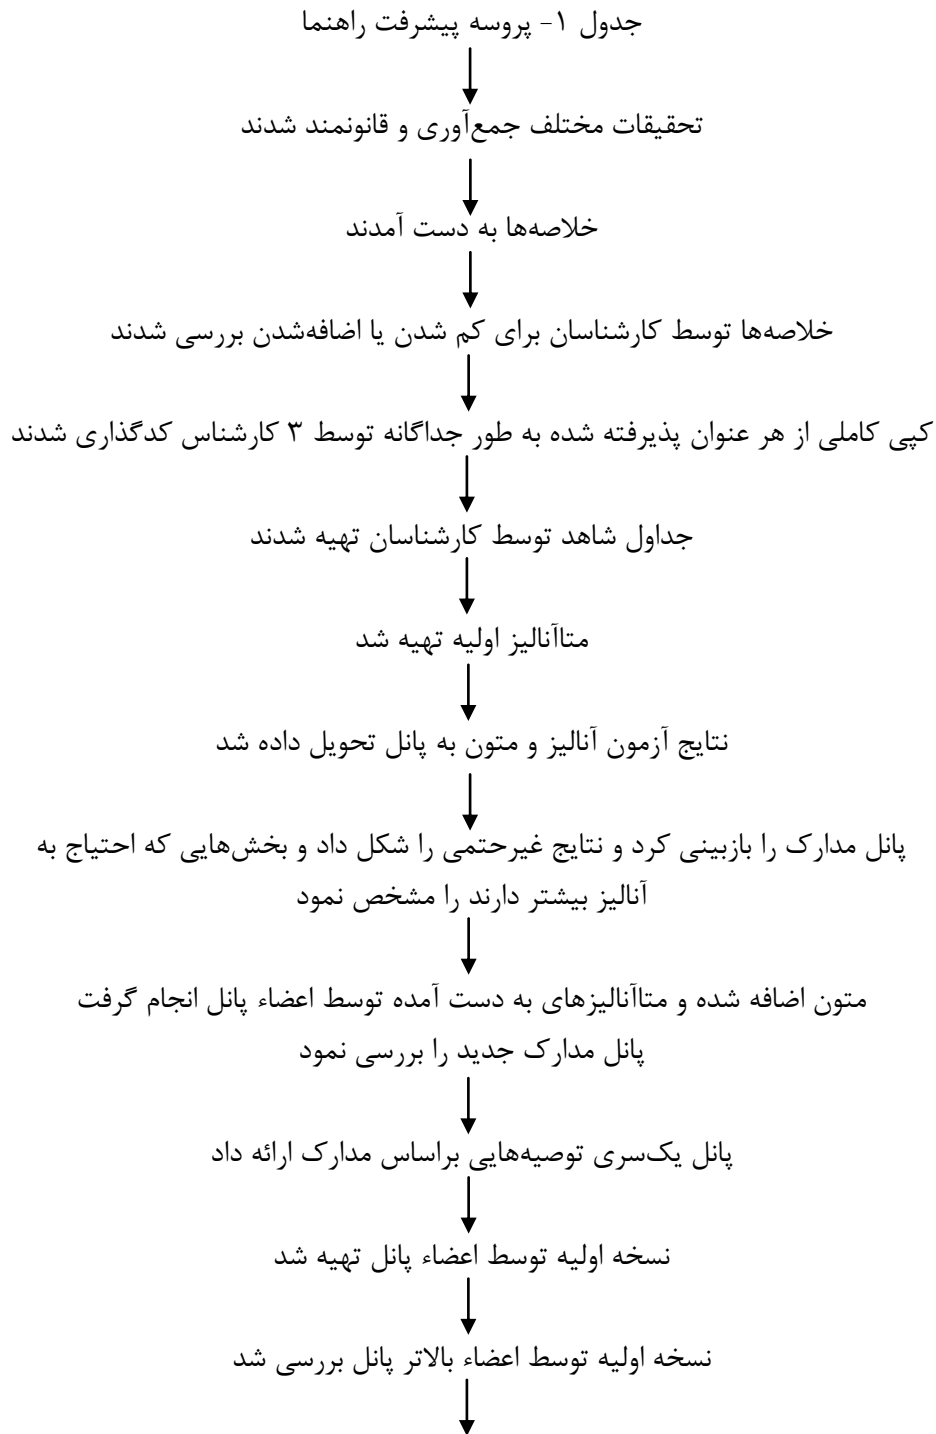 جدول ۱- پروسه پیشرفت راهنما
تحقیقات مختلف جمع‌آوری و قانونمند شدند
خلاصه‌ها به دست آمدند
خلاصه‌ها توسط کارشناسان برای کم شدن یا اضافه‌شدن بررسی شدند
کپی کاملی از هر عنوان پذیرفته شده به طور جداگانه توسط ۳ کارشناس کدگذاری شدند
جداول شاهد توسط کارشناسان تهیه شدند
متاآنالیز اولیه تهیه شد
نتایج آزمون آنالیز و متون به پانل تحویل داده شد
پانل مدارک را بازبینی کرد و نتایج غیرحتمی را شکل داد و بخش‌هایی که احتیاج به
آنالیز بیشتر دارند را مشخص نمود
متون اضافه شده و متاآنالیزهای به دست آمده توسط اعضاء پانل انجام گرفت
پانل مدارک جدید را بررسی نمود
پانل یک‌سری توصیه‌هایی براساس مدارک ارائه داد
نسخه اولیه توسط اعضاء پانل تهیه شد
نسخه اولیه توسط اعضاء بالاتر پانل بررسی شد